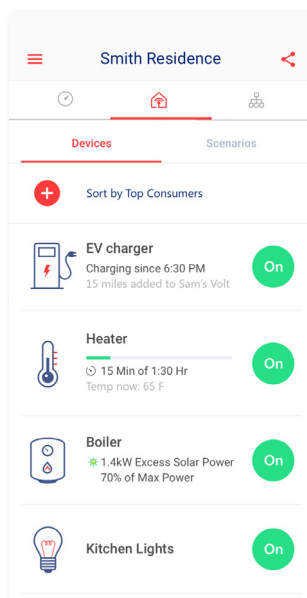 Smith Residence
Devices
Scenarios
Sort by Top Consumers
EV charger
Charging since 6:30 PM
15 miles added to Sam's Volt
On
Heater
15 Min of 1:30 Hr
Temp now: 65 F
On
Boiler
1.4kW Excess Solar Power
70% of Max Power
On
Kitchen Lights
On